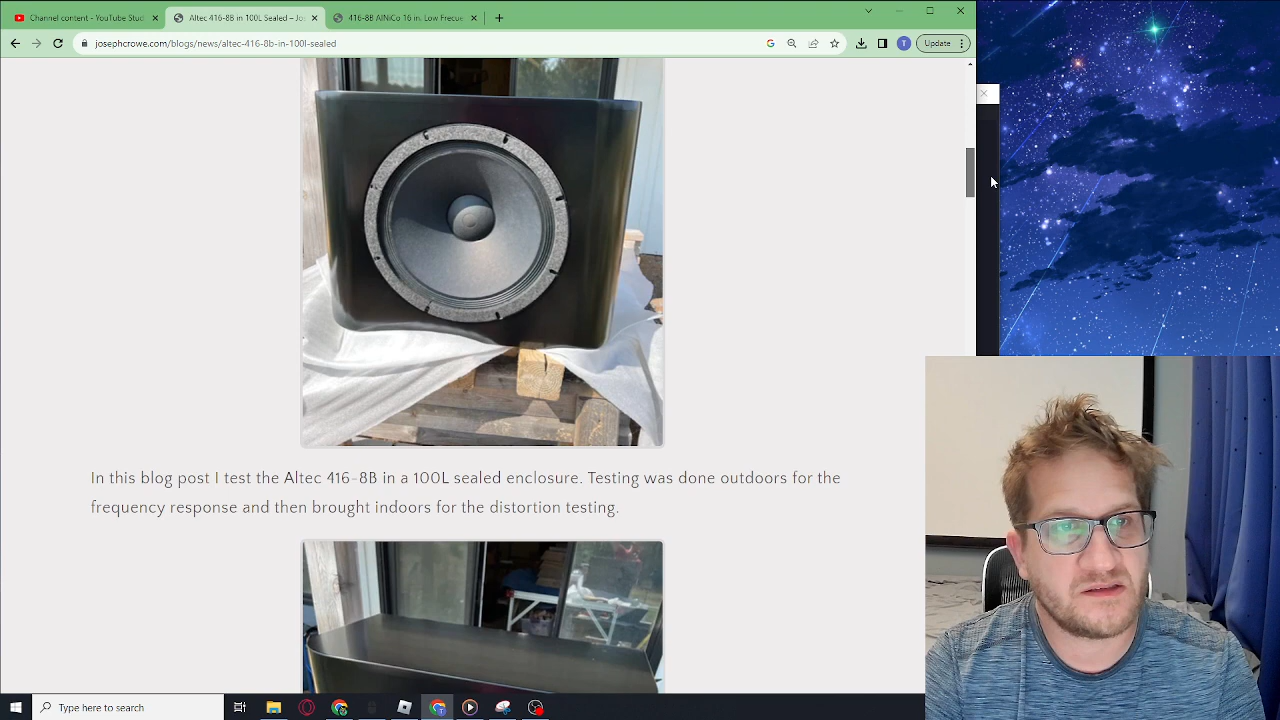 Channel content - YouTube Studi
Altec 416-8B in 100L Sealed – Jos
416-8B AlNiCo 16 in. Low Frecue
josephcrowe.com/blogs/news/altec-416-8b-in-100l-sealed
T
Update
In this blog post I test the Altec 416-8B in a 100L sealed enclosure. Testing was done outdoors for the
frequency response and then brought indoors for the distortion testing.
Type here to search